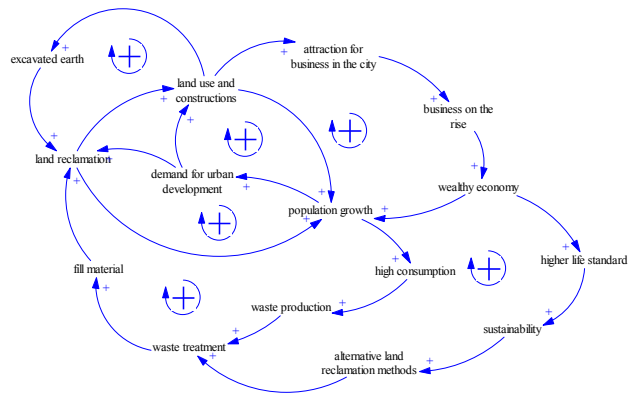 attraction for
business in the city
excavated earth
land use and
constructions
business on the
rise
land reclamation
demand for urban
development
wealthy economy
population growth
higher life standard
fill material
high consumption
waste production
sustainability
waste treatment
alternative land
reclamation methods